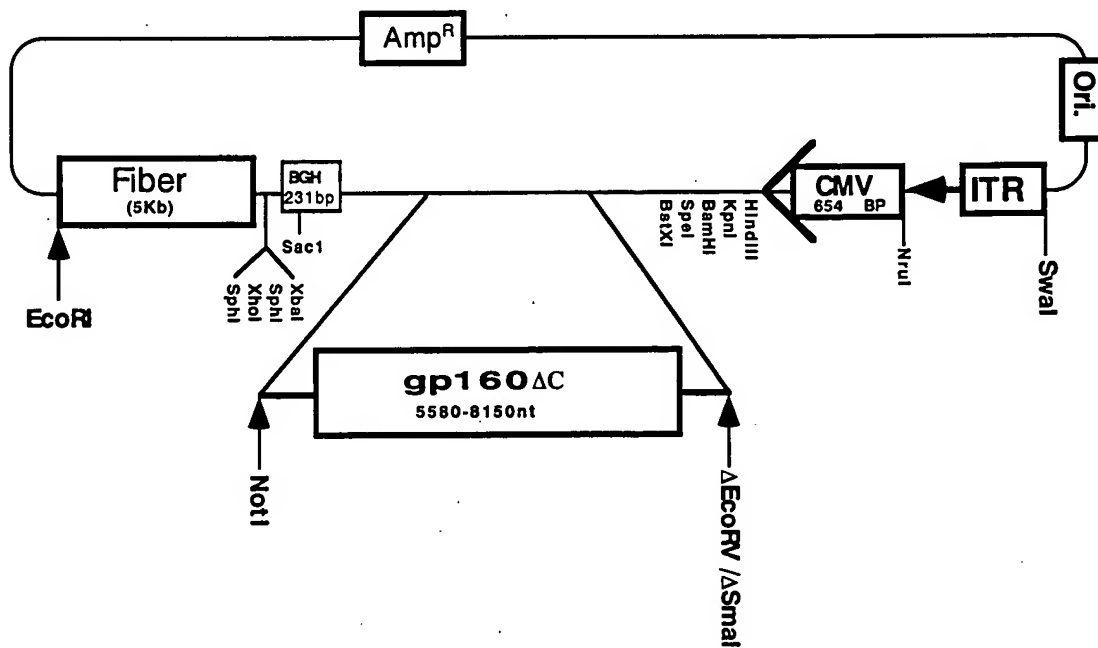 Amp^R
Ori.
Fiber
(5Kb)
BGH
231bp
CMV
654 BP
ITR
Sac1
HindIII
KpnI
BamHI
SpeI
BstXI
NruI
SwaI
XbaI
SphI
XhoI
SphI
EcoRI
gp160ΔC
5580-8150nt
NotI
ΔEcoRV /ΔSmaI